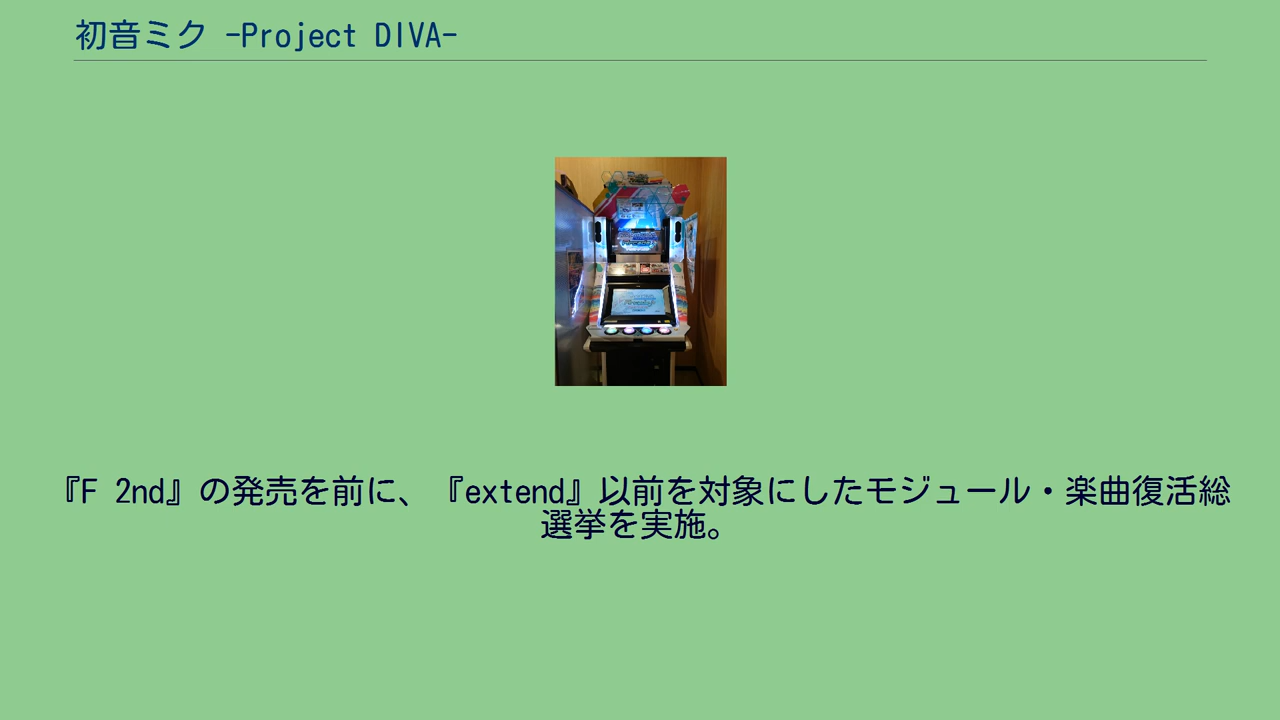 初音ミク -Project DIVA-
『F 2nd』の発売を前に、『extend』以前を対象にしたモジュール・楽曲復活総
選挙を実施。